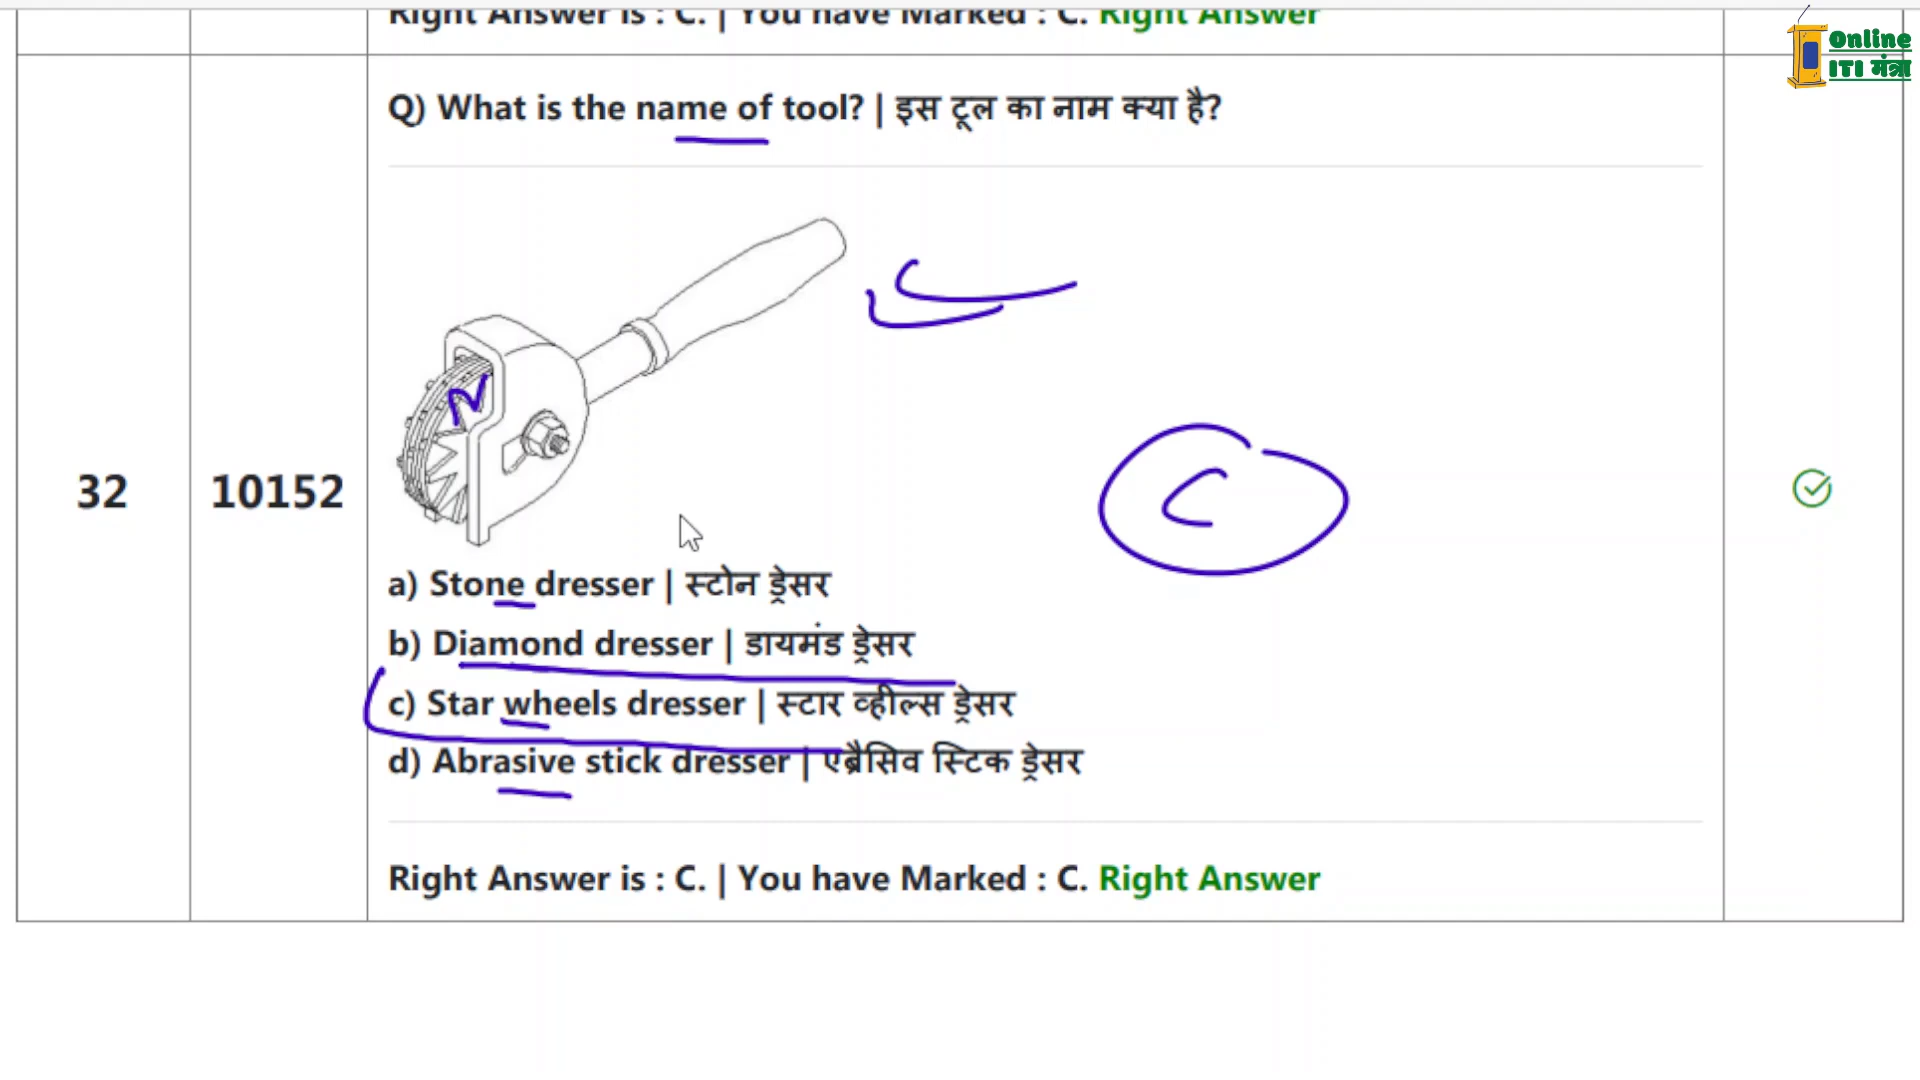 Right Answer is : C. | You have Marked : C. Right Answer
Online
ITI मंत्रा
Q) What is the name of tool? | इस टूल का नाम क्या है?
32
10152
C
a) Stone dresser | स्टोन ड्रेसर
b) Diamond dresser | डायमंड ड्रेसर
c) Star wheels dresser | स्टार व्हील्स ड्रेसर
d) Abrasive stick dresser | एब्रैसिव स्टिक ड्रेसर
Right Answer is : C. | You have Marked : C. Right Answer